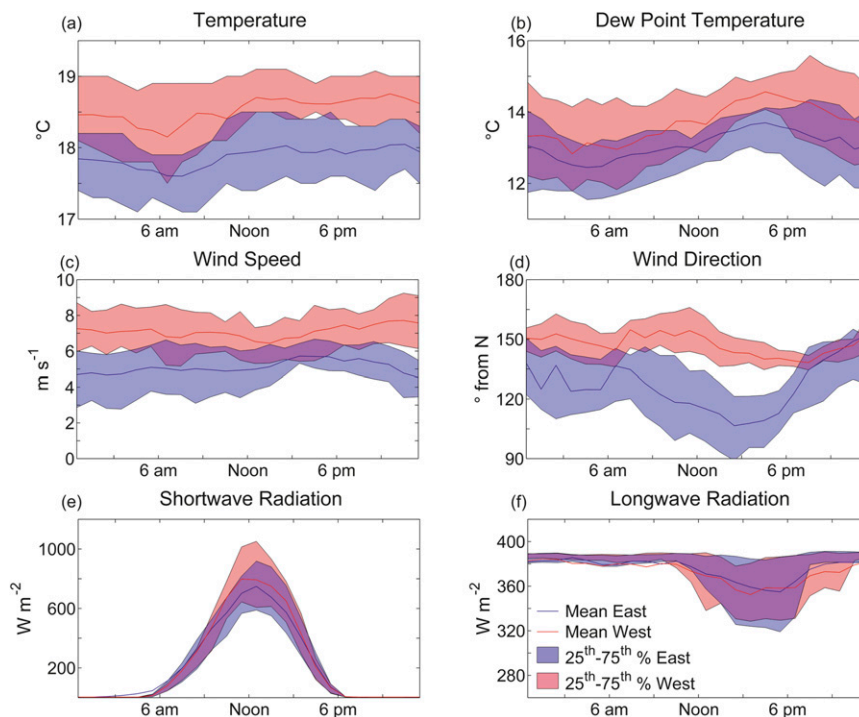 (a) Temperature
19
18
17
°C
6 am Noon 6 pm
(b) Dew Point Temperature
16
14
12
°C
6 am Noon 6 pm
(c) Wind Speed
10
8
6
4
2
0
m s⁻¹
6 am Noon 6 pm
(d) Wind Direction
180
150
120
90
° from N
6 am Noon 6 pm
(e) Shortwave Radiation
1000
600
200
W m⁻²
6 am Noon 6 pm
(f) Longwave Radiation
400
360
320
280
W m⁻²
Mean East
Mean West
25ᵗʰ-75ᵗʰ % East
25ᵗʰ-75ᵗʰ % West
6 am Noon 6 pm